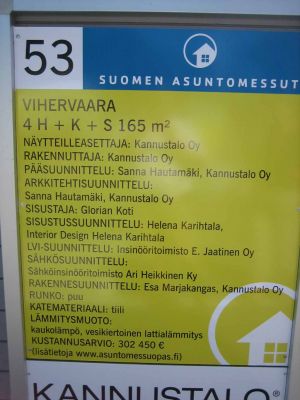 53
SUOMEN ASUNTOMESSUT
VIHERVAARA
4 H + K + S 165 m²
NÄYTTEILLEASETTAJA: Kannustalo Oy
RAKENNUTTAJA: Kannustalo Oy
PÄÄSUUNNITTELU: Sanna Hautamäki, Kannustalo Oy
ARKKITEHTISUUNNITTELU:
Sanna Hautamäki, Kannustalo Oy
SISUSTAJA: Glorian Koti
SISUSTUSSUUNNITTELU: Helena Karihtala,
Interior Design Helena Karihtala
LVI-SUUNNITTELU: Insinööritoimisto E. Jaatinen Oy
SÄHKÖSUUNNITTELU:
Sähköinsinööritoimisto Ari Heikkinen Ky
RAKENNESUUNNITTELU: Esa Marjakangas, Kannustalo Oy
RUNKO: puu
KATEMATERIAALI: tiili
LÄMMITYSMUOTO:
kaukolämpö, vesikiertoinen lattialämmitys
KUSTANNUSARVIO: 302 450 €
(lisätietoja www.asuntomessuopas.fi)
KANNUSTALO®